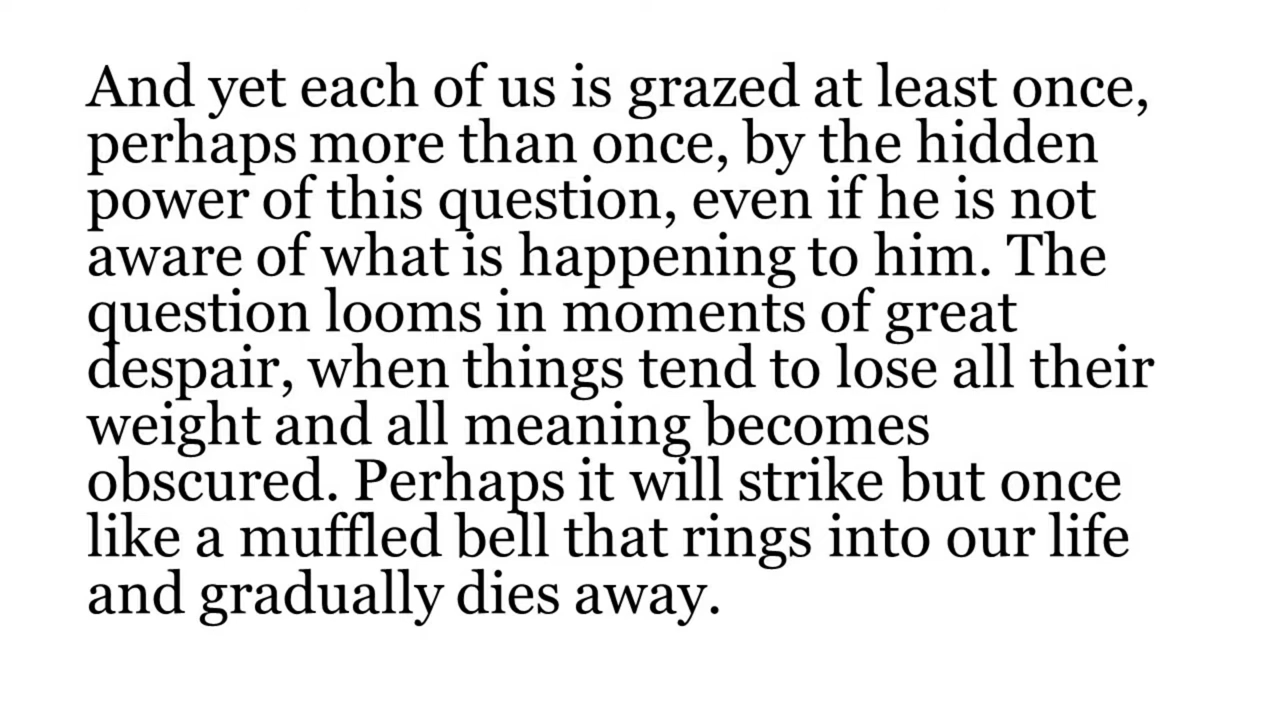 And yet each of us is grazed at least once,
perhaps more than once, by the hidden
power of this question, even if he is not
aware of what is happening to him. The
question looms in moments of great
despair, when things tend to lose all their
weight and all meaning becomes
obscured. Perhaps it will strike but once
like a muffled bell that rings into our life
and gradually dies away.